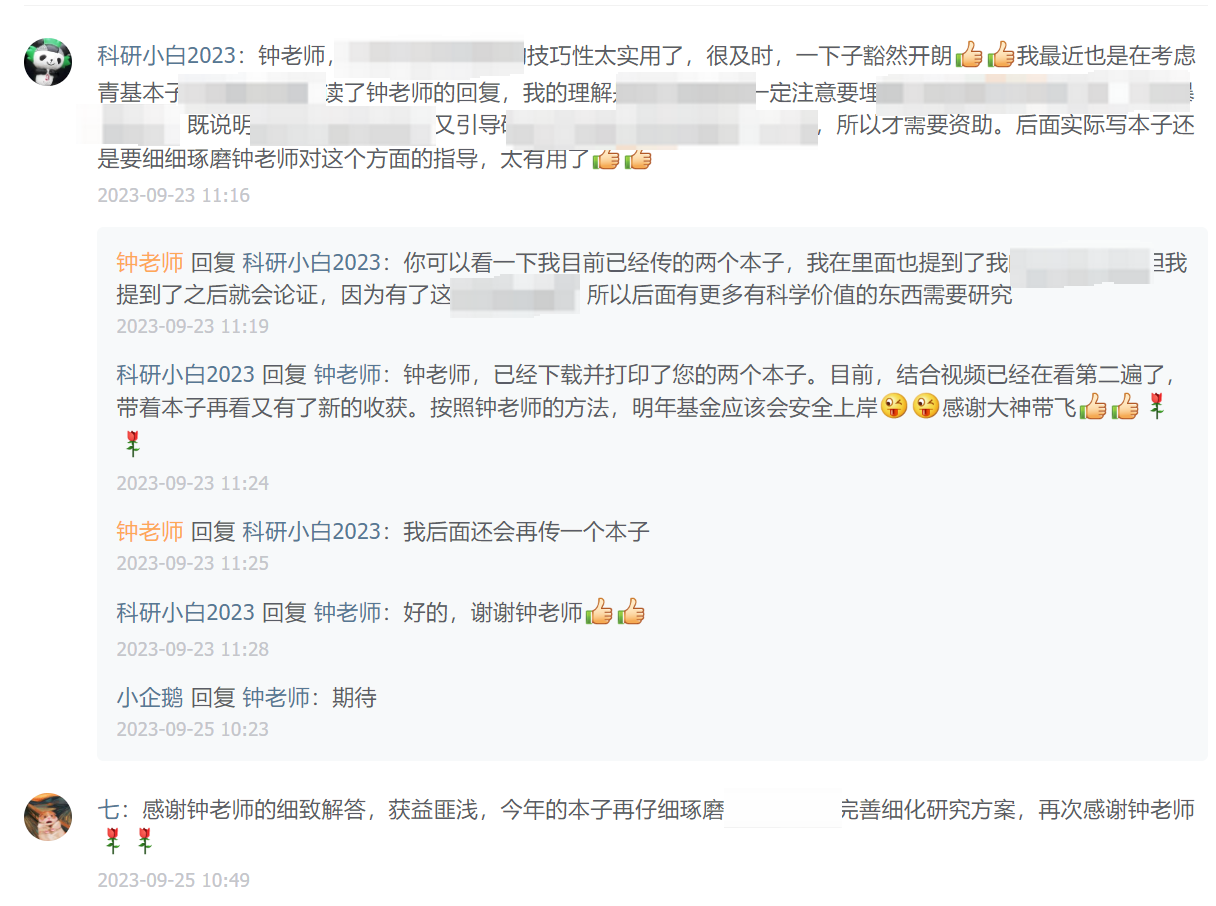 科研小白2023：钟老师，技巧性太实用了，很及时，一下子豁然开朗👍👍我最近也是在考虑
青基本子 读了钟老师的回复，我的理解 一定注意要埋
既说明 又引导 ，所以才需要资助。后面实际写本子还
是要细细琢磨钟老师对这个方面的指导，太有用了👍👍
2023-09-23 11:16
钟老师 回复 科研小白2023：你可以看一下我目前已经传的两个本子，我在里面也提到了我 但我
提到了之后就会论证，因为有了这 所以后面有更多有科学价值的东西需要研究
2023-09-23 11:19
科研小白2023 回复 钟老师：钟老师，已经下载并打印了您的两个本子。目前，结合视频已经在看第二遍了，
带着本子再看又有了新的收获。按照钟老师的方法，明年基金应该会安全上岸😜😜感谢大神带飞👍👍🌹
🌹
2023-09-23 11:24
钟老师 回复 科研小白2023：我后面还会再传一个本子
2023-09-23 11:25
科研小白2023 回复 钟老师：好的，谢谢钟老师👍👍
2023-09-23 11:28
小企鹅 回复 钟老师：期待
2023-09-25 10:23
七：感谢钟老师的细致解答，获益匪浅，今年的本子再仔细琢磨 完善细化研究方案，再次感谢钟老师
🌹🌹
2023-09-25 10:49